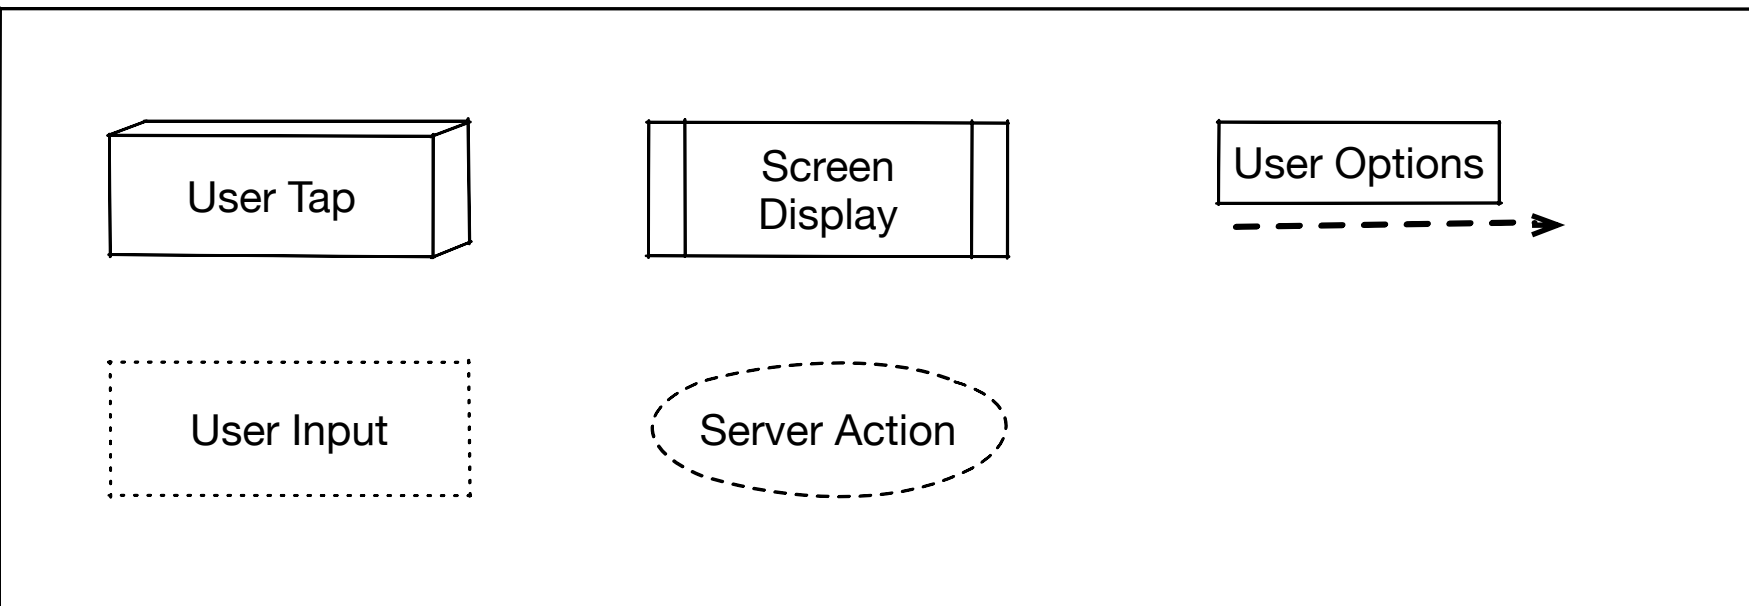 User Tap
Screen
Display
User Options
User Input
Server Action